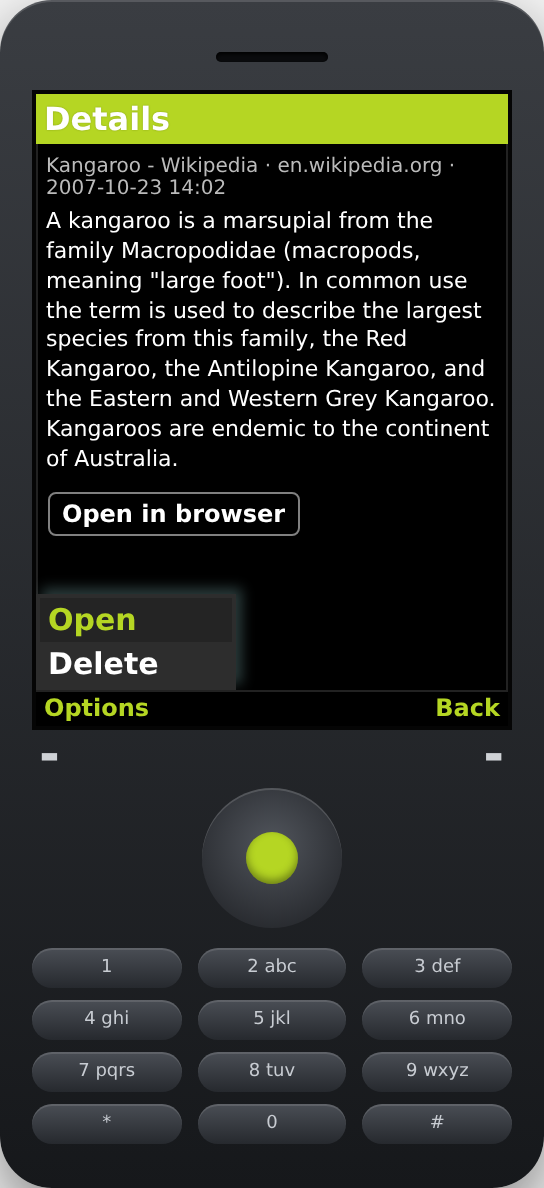 Details
Kangaroo - Wikipedia · en.wikipedia.org ·
2007-10-23 14:02
A kangaroo is a marsupial from the
family Macropodidae (macropods,
meaning "large foot"). In common use
the term is used to describe the largest
species from this family, the Red
Kangaroo, the Antilopine Kangaroo, and
the Eastern and Western Grey Kangaroo.
Kangaroos are endemic to the continent
of Australia.
Open in browser
Open
Delete
Options Back
1 2 abc 3 def
4 ghi 5 jkl 6 mno
7 pqrs 8 tuv 9 wxyz
* 0 #